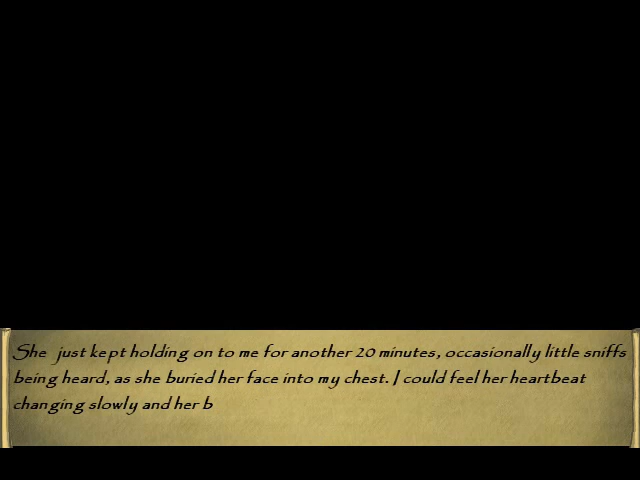 She just kept holding on to me for another 20 minutes, occasionally little sniffs
being heard, as she buried her face into my chest. I could feel her heartbeat
changing slowly and her b